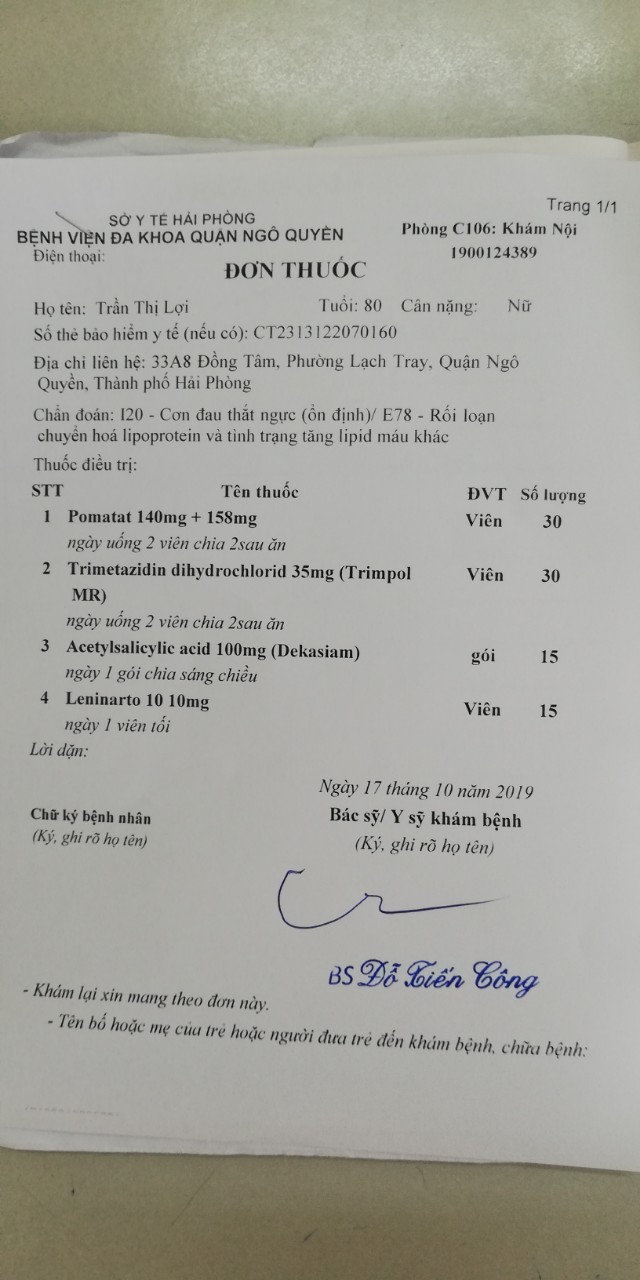 Trang 1/1
SỞ Y TẾ HẢI PHÒNG
BỆNH VIỆN ĐA KHOA QUẬN NGÔ QUYỀN
Điện thoại:
Phòng C106: Khám Nội
1900124389
ĐƠN THUỐC
Họ tên: Trần Thị Lợi Tuổi: 80 Cân nặng: Nữ
Số thẻ bảo hiểm y tế (nếu có): CT2313122070160
Địa chỉ liên hệ: 33A8 Đồng Tâm, Phường Lạch Tray, Quận Ngô
Quyền, Thành phố Hải Phòng
Chẩn đoán: I20 - Cơn đau thắt ngực (ổn định)/ E78 - Rối loạn
chuyển hoá lipoprotein và tình trạng tăng lipid máu khác
Thuốc điều trị:
STT Tên thuốc ĐVT Số lượng
1 Pomatat 140mg + 158mg Viên 30
ngày uống 2 viên chia 2sau ăn
2 Trimetazidin dihydrochlorid 35mg (Trimpol Viên 30
MR)
ngày uống 2 viên chia 2sau ăn
3 Acetylsalicylic acid 100mg (Dekasiam) gói 15
ngày 1 gói chia sáng chiều
4 Leninarto 10 10mg Viên 15
ngày 1 viên tối
Lời dặn:
Ngày 17 tháng 10 năm 2019
Chữ ký bệnh nhân Bác sỹ/ Y sỹ khám bệnh
(Ký, ghi rõ họ tên) (Ký, ghi rõ họ tên)
BS Đỗ Tiến Công
- Khám lại xin mang theo đơn này.
- Tên bố hoặc mẹ của trẻ hoặc người đưa trẻ đến khám bệnh, chữa bệnh: